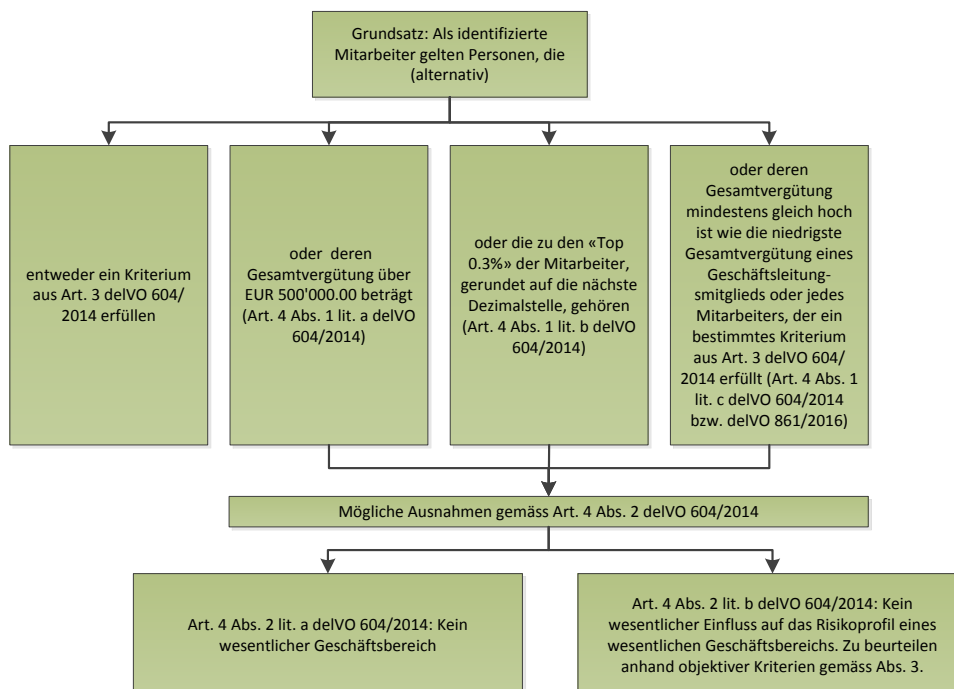 Grundsatz: Als identifizierte
Mitarbeiter gelten Personen, die
(alternativ)
entweder ein Kriterium
aus Art. 3 delVO 604/
2014 erfüllen
oder deren
Gesamtvergütung über
EUR 500'000.00 beträgt
(Art. 4 Abs. 1 lit. a delVO
604/2014)
oder die zu den «Top
0.3%» der Mitarbeiter,
gerundet auf die nächste
Dezimalstelle, gehören
(Art. 4 Abs. 1 lit. b delVO
604/2014)
oder deren
Gesamtvergütung
mindestens gleich hoch
ist wie die niedrigste
Gesamtvergütung eines
Geschäftsleitung-
smitglieds oder jedes
Mitarbeiters, der ein
bestimmtes Kriterium
aus Art. 3 delVO 604/
2014 erfüllt (Art. 4 Abs. 1
lit. c delVO 604/2014
bzw. delVO 861/2016)
Mögliche Ausnahmen gemäss Art. 4 Abs. 2 delVO 604/2014
Art. 4 Abs. 2 lit. a delVO 604/2014: Kein
wesentlicher Geschäftsbereich
Art. 4 Abs. 2 lit. b delVO 604/2014: Kein
wesentlicher Einfluss auf das Risikoprofil eines
wesentlichen Geschäftsbereichs. Zu beurteilen
anhand objektiver Kriterien gemäss Abs. 3.